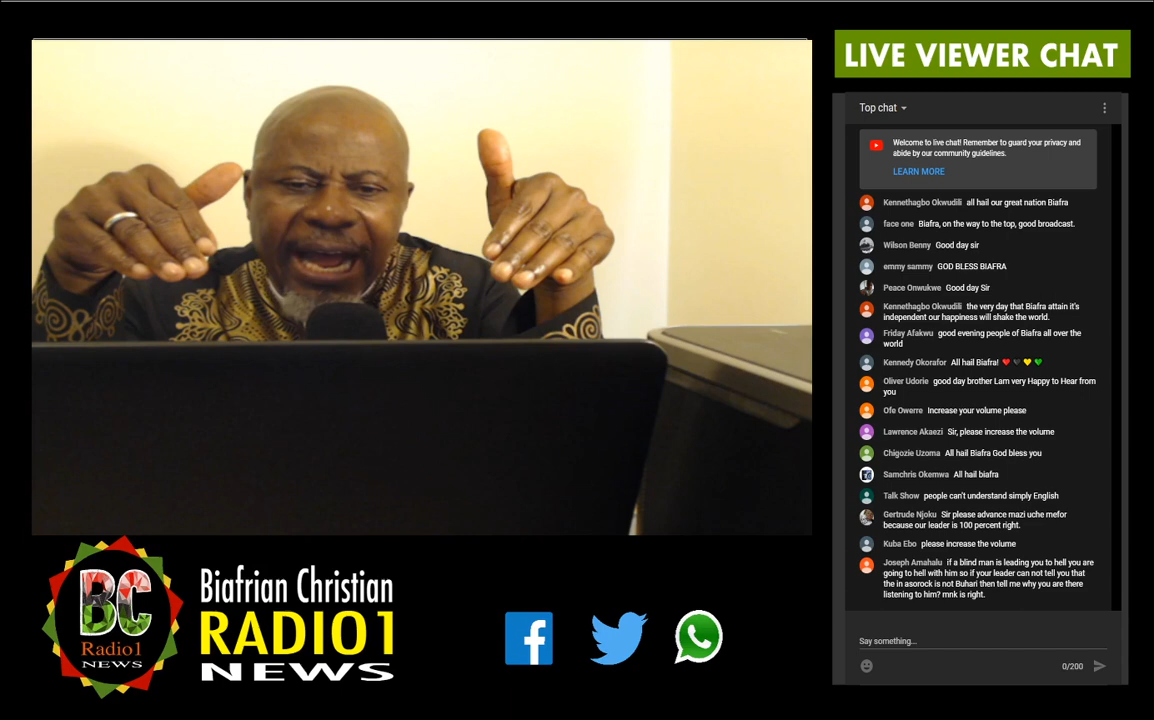 LIVE VIEWER CHAT
Top chat
Welcome to live chat! Remember to guard your privacy and
abide by our community guidelines.
LEARN MORE
Kennethagbo Okwudili all hail our great nation Biafra
face one Biafra, on the way to the top, good broadcast.
Wilson Benny Good day sir
emmy sammy GOD BLESS BIAFRA
Peace Onwukwe Good day Sir
Kennethagbo Okwudili the very day that Biafra attain it's
independent our happiness will shake the world.
Friday Afakwu good evening people of Biafra all over the
world
Kennedy Okorafor All hail Biafra! ❤️ 🖤 💛 💚
Oliver Udorie good day brother Lam very Happy to Hear from
you
Ofe Owerre Increase your volume please
Lawrence Akaezi Sir, please increase the volume
Chigozie Uzoma All hail Biafra God bless you
Samchris Okemwa All hail biafra
Talk Show people can't understand simply English
Gertrude Njoku Sir please advance mazi uche mefor
because our leader is 100 percent right.
Kuba Ebo please increase the volume
Joseph Amahalu if a blind man is leading you to hell you are
going to hell with him so if your leader can not tell you that
the in asorock is not Buhari then tell me why you are there
listening to him? mnk is right.
Say something...
0/200
BC
Radio1
NEWS
Biafrian Christian
RADIO1
NEWS